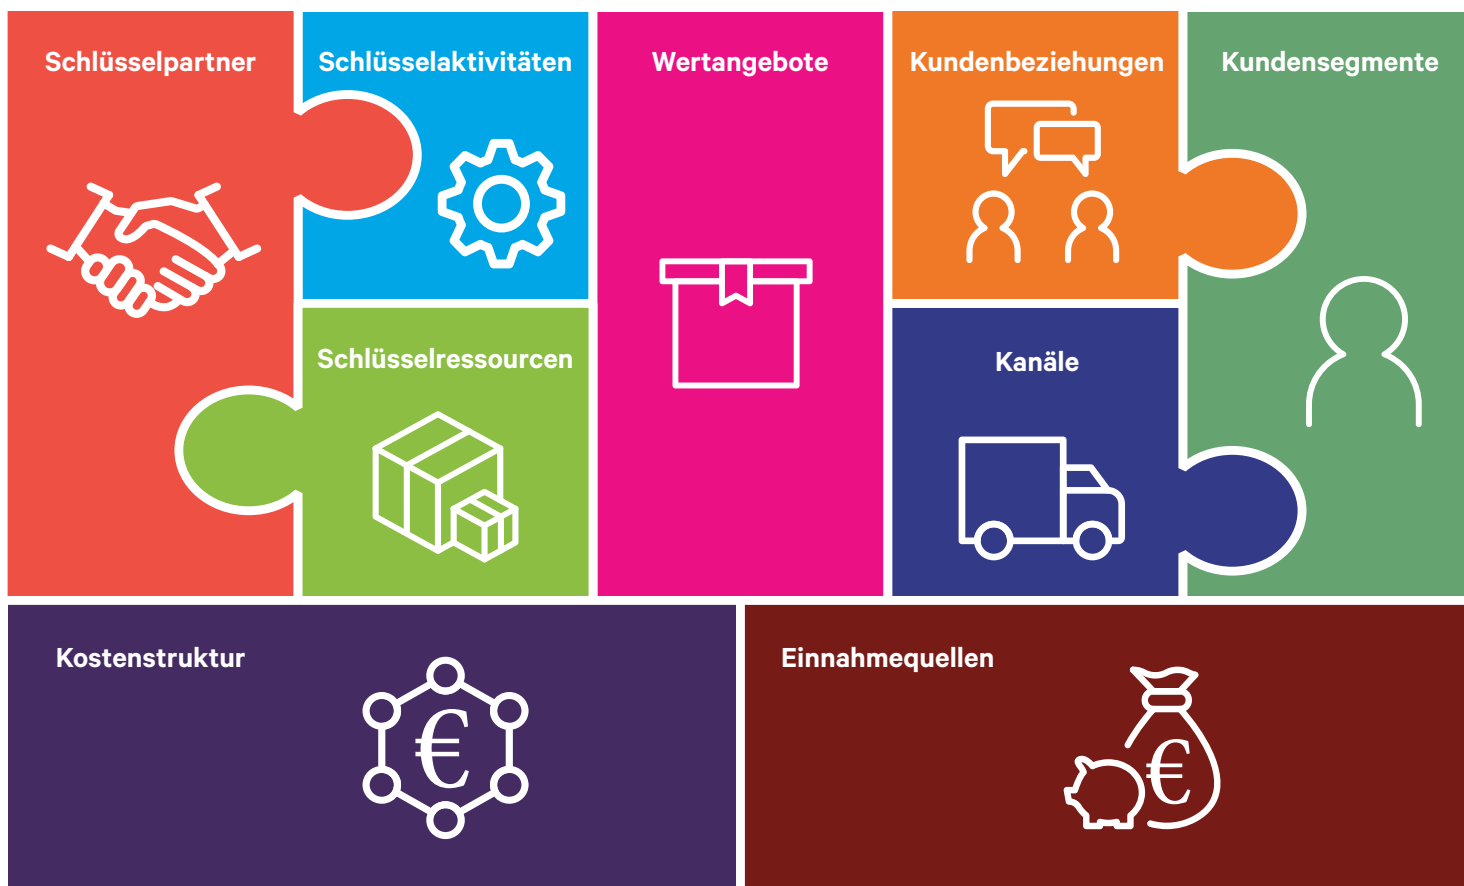 Schlüsselpartner
Schlüsselaktivitäten
Wertangebote
Kundenbeziehungen
Kundensegmente
Schlüsselressourcen
Kanäle
Kostenstruktur
€
Einnahmequellen
€